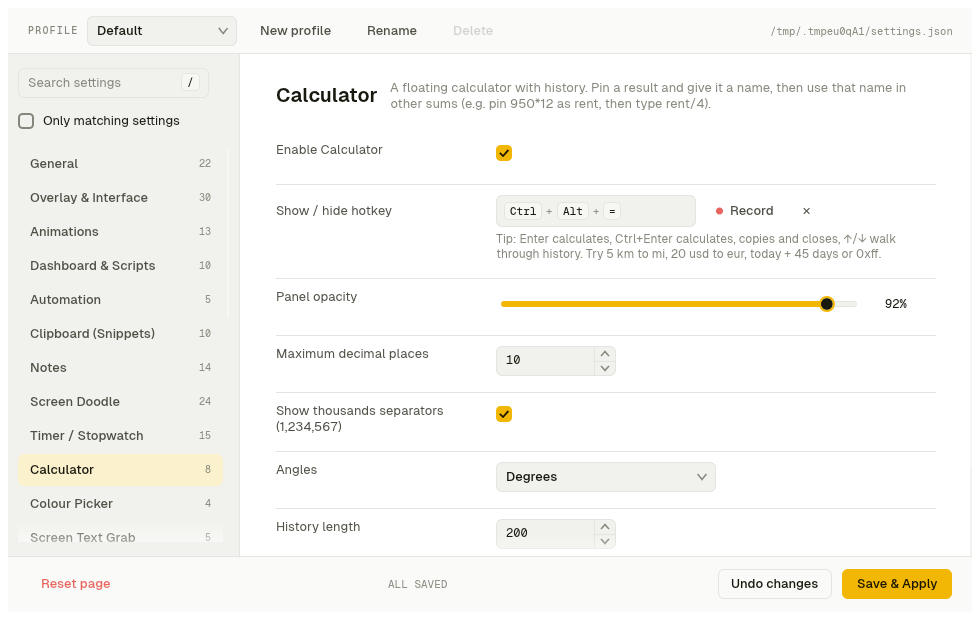 PROFILE Default New profile Rename Delete /tmp/.tmpeu0qA1/settings.json
Search settings /
Only matching settings
General 22
Overlay & Interface 30
Animations 13
Dashboard & Scripts 10
Automation 5
Clipboard (Snippets) 10
Notes 14
Screen Doodle 24
Timer / Stopwatch 15
Calculator 8
Colour Picker 4
Screen Text Grab 5
Calculator
A floating calculator with history. Pin a result and give it a name, then use that name in
other sums (e.g. pin 950*12 as rent, then type rent/4).
Enable Calculator
Show / hide hotkey Ctrl + Alt + = Record ×
Tip: Enter calculates, Ctrl+Enter calculates, copies and closes, ↑/↓ walk
through history. Try 5 km to mi, 20 usd to eur, today + 45 days or 0xff.
Panel opacity 92%
Maximum decimal places 10
Show thousands separators
(1,234,567)
Angles Degrees
History length 200
Reset page ALL SAVED Undo changes Save & Apply